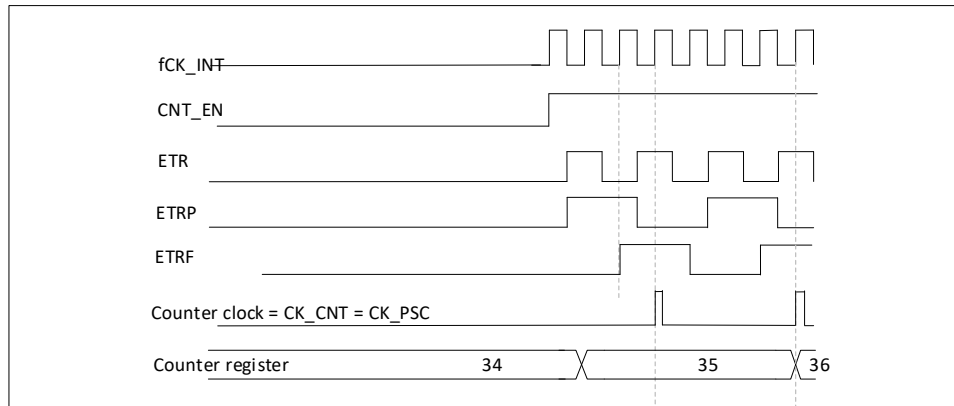 fCK_INT
CNT_EN
ETR
ETRP
ETRF
Counter clock = CK_CNT = CK_PSC
Counter register 34 35 36